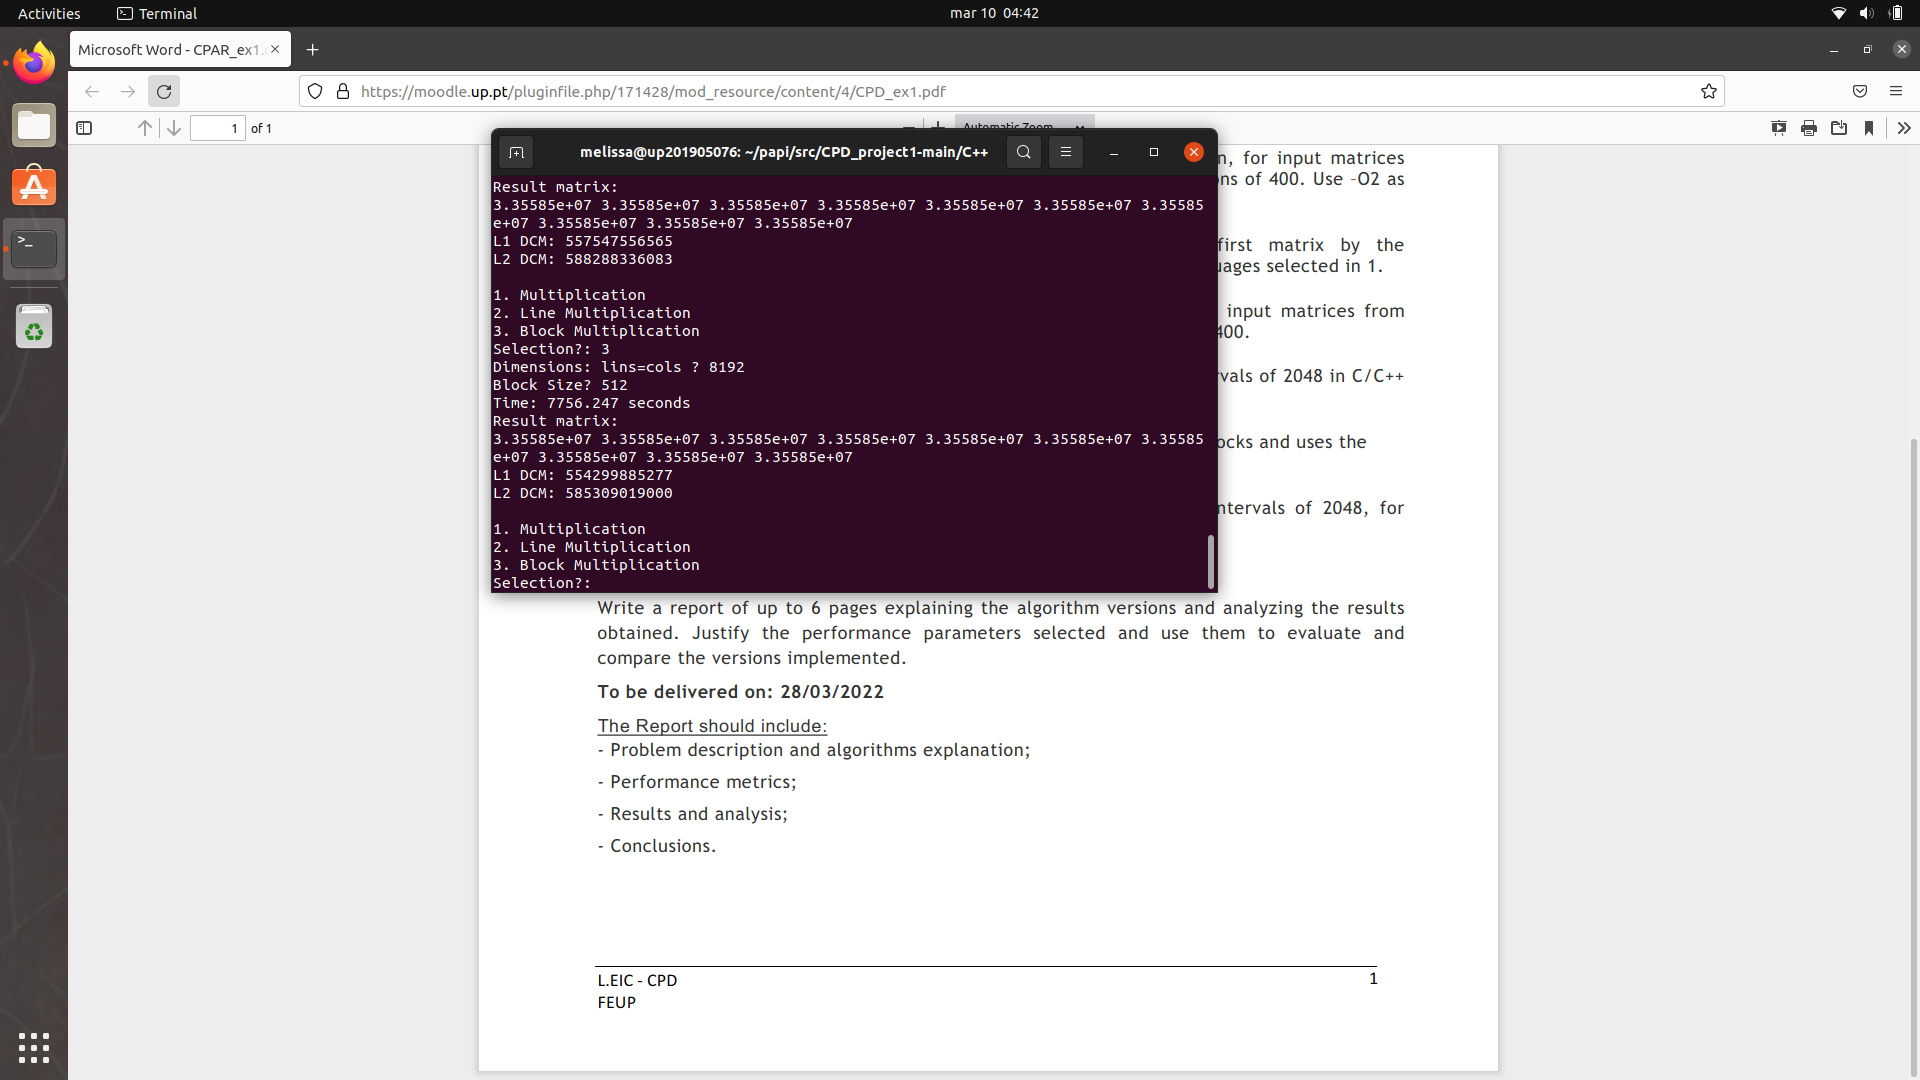 Activities
Terminal
mar 10 04:42
Microsoft Word - CPAR_ex1.
https://moodle.up.pt/pluginfile.php/171428/mod_resource/content/4/CPD_ex1.pdf
1 of 1
Automatic Zoom
melissa@up201905076: ~/papi/src/CPD_project1-main/C++
Result matrix:
3.35585e+07 3.35585e+07 3.35585e+07 3.35585e+07 3.35585e+07 3.35585e+07 3.35585
e+07 3.35585e+07 3.35585e+07 3.35585e+07
L1 DCM: 557547556565
L2 DCM: 588288336083
1. Multiplication
2. Line Multiplication
3. Block Multiplication
Selection?: 3
Dimensions: lins=cols ? 8192
Block Size? 512
Time: 7756.247 seconds
Result matrix:
3.35585e+07 3.35585e+07 3.35585e+07 3.35585e+07 3.35585e+07 3.35585e+07 3.35585
e+07 3.35585e+07 3.35585e+07 3.35585e+07
L1 DCM: 554299885277
L2 DCM: 585309019000
1. Multiplication
2. Line Multiplication
3. Block Multiplication
Selection?:
n, for input matrices
ns of 400. Use -O2 as
first matrix by the
uages selected in 1.
input matrices from
400.
rvals of 2048 in C/C++
ocks and uses the
ntervals of 2048, for
Write a report of up to 6 pages explaining the algorithm versions and analyzing the results
obtained. Justify the performance parameters selected and use them to evaluate and
compare the versions implemented.
To be delivered on: 28/03/2022
The Report should include:
- Problem description and algorithms explanation;
- Performance metrics;
- Results and analysis;
- Conclusions.
L.EIC - CPD
1
FEUP